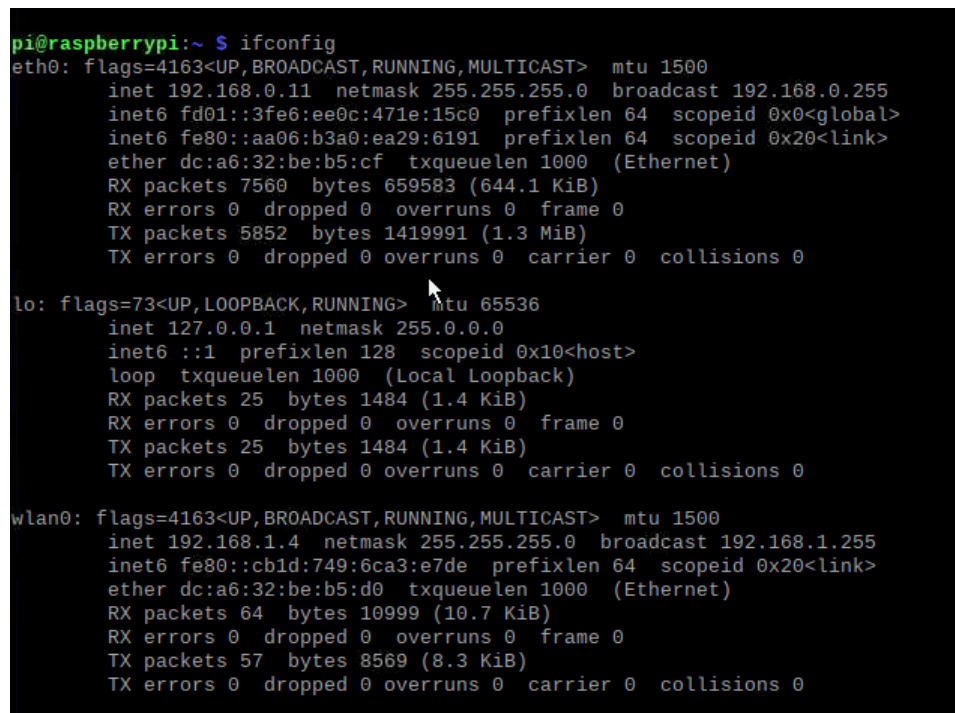 pi@raspberrypi:~ $ ifconfig
eth0: flags=4163<UP,BROADCAST,RUNNING,MULTICAST>  mtu 1500
        inet 192.168.0.11  netmask 255.255.255.0  broadcast 192.168.0.255
        inet6 fd01::3fe6:ee0c:471e:15c0  prefixlen 64  scopeid 0x0<global>
        inet6 fe80::aa06:b3a0:ea29:6191  prefixlen 64  scopeid 0x20<link>
        ether dc:a6:32:be:b5:cf  txqueuelen 1000  (Ethernet)
        RX packets 7560  bytes 659583 (644.1 KiB)
        RX errors 0  dropped 0  overruns 0  frame 0
        TX packets 5852  bytes 1419991 (1.3 MiB)
        TX errors 0  dropped 0 overruns 0  carrier 0  collisions 0

lo: flags=73<UP,LOOPBACK,RUNNING>  mtu 65536
        inet 127.0.0.1  netmask 255.0.0.0
        inet6 ::1  prefixlen 128  scopeid 0x10<host>
        loop  txqueuelen 1000  (Local Loopback)
        RX packets 25  bytes 1484 (1.4 KiB)
        RX errors 0  dropped 0  overruns 0  frame 0
        TX packets 25  bytes 1484 (1.4 KiB)
        TX errors 0  dropped 0 overruns 0  carrier 0  collisions 0

wlan0: flags=4163<UP,BROADCAST,RUNNING,MULTICAST>  mtu 1500
        inet 192.168.1.4  netmask 255.255.255.0  broadcast 192.168.1.255
        inet6 fe80::cb1d:749:6ca3:e7de  prefixlen 64  scopeid 0x20<link>
        ether dc:a6:32:be:b5:d0  txqueuelen 1000  (Ethernet)
        RX packets 64  bytes 10999 (10.7 KiB)
        RX errors 0  dropped 0  overruns 0  frame 0
        TX packets 57  bytes 8569 (8.3 KiB)
        TX errors 0  dropped 0 overruns 0  carrier 0  collisions 0